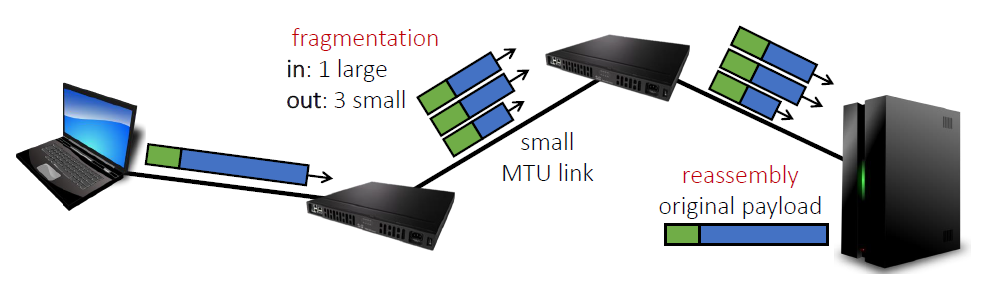 fragmentation
in: 1 large
out: 3 small
small
MTU link
reassembly
original payload